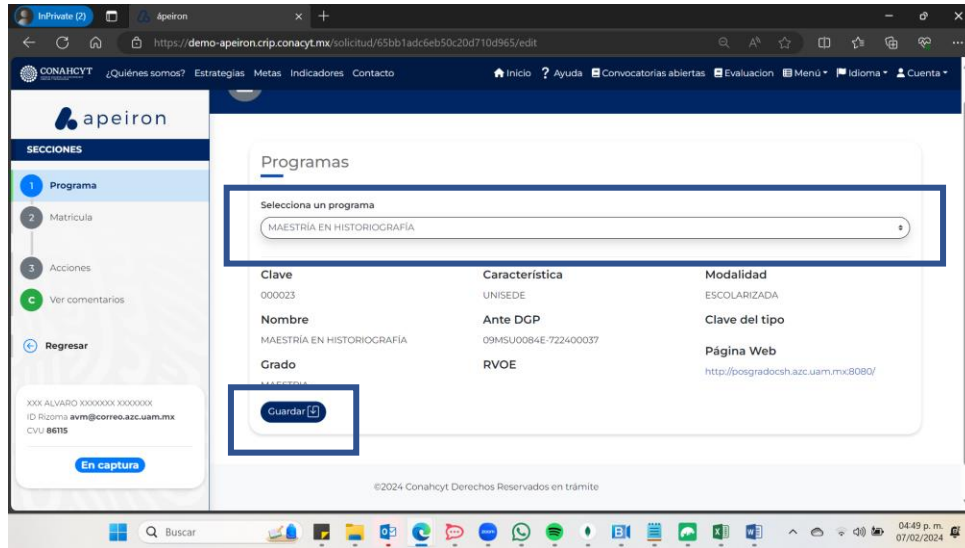 InPrivate (2)
ápeiron
https://demo-apeiron.crip.conacyt.mx/solicitud/65bb1adc6eb50c20d710d965/edit
CONAHCYT ¿Quiénes somos? Estrategias Metas Indicadores Contacto Inicio ? Ayuda Convocatorias abiertas Evaluacion Menú Idioma Cuenta
apeiron
SECCIONES
1 Programa
2 Matricula
3 Acciones
C Ver comentarios
Regresar
XXX ALVARO XXXXXXX XXXXXXX
ID Rizoma avm@correo.azc.uam.mx
CVU 86115
En captura
Programas
Selecciona un programa
MAESTRÍA EN HISTORIOGRAFÍA
Clave Característica Modalidad
000023 UNISEDE ESCOLARIZADA
Nombre Ante DGP Clave del tipo
MAESTRÍA EN HISTORIOGRAFÍA 09MSU0084E-722400037
Grado RVOE Página Web
MAESTRIA http://posgradocsh.azc.uam.mx:8080/
Guardar
©2024 Conahcyt Derechos Reservados en trámite
Buscar
04:49 p. m.
07/02/2024